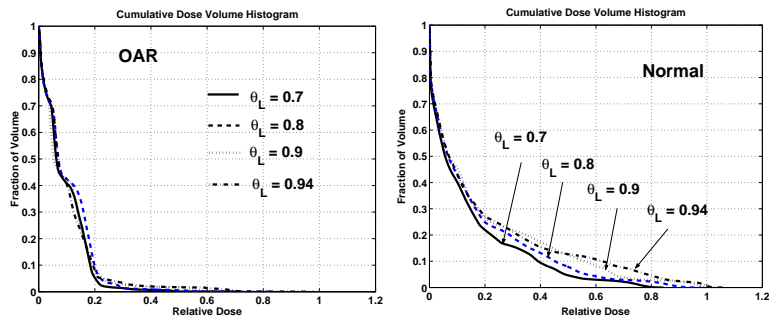 Cumulative Dose Volume Histogram
OAR
θL = 0.7
θL = 0.8
θL = 0.9
θL = 0.94
Fraction of Volume
1
0.9
0.8
0.7
0.6
0.5
0.4
0.3
0.2
0.1
0
0 0.2 0.4 0.6 0.8 1 1.2
Relative Dose
Cumulative Dose Volume Histogram
Normal
θL = 0.7
θL = 0.8
θL = 0.9
θL = 0.94
Fraction of Volume
1
0.9
0.8
0.7
0.6
0.5
0.4
0.3
0.2
0.1
0
0 0.2 0.4 0.6 0.8 1 1.2
Relative Dose